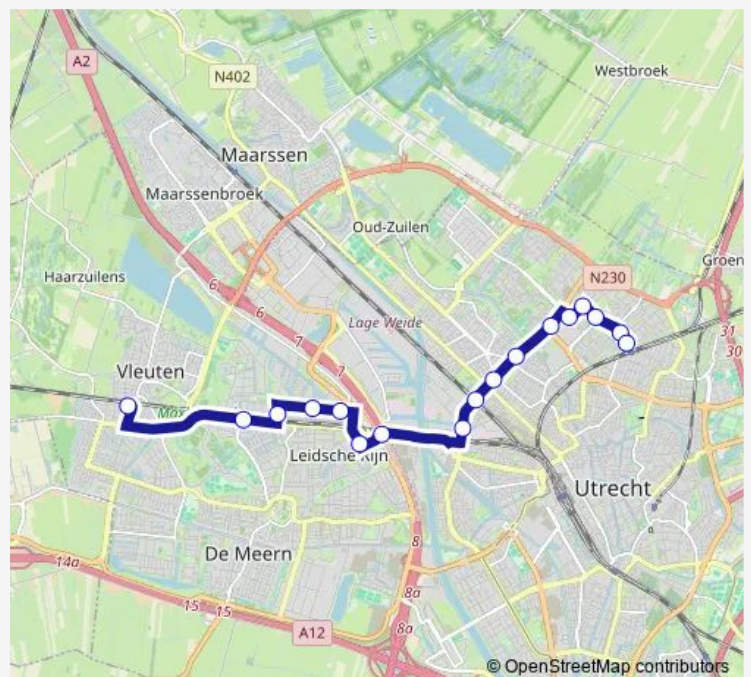 A2
N402
Westbroek
Maarssen
Maarssenbroek
Oud-Zuilen
Haarzuilens
N230
Groen
6
6
7
7
Lage Weide
31
30
Vleuten
Max
Leidsche Rijn
Utrecht
De Meern
8
14a
15
15
8a
8a
A12
© OpenStreetMap contributors